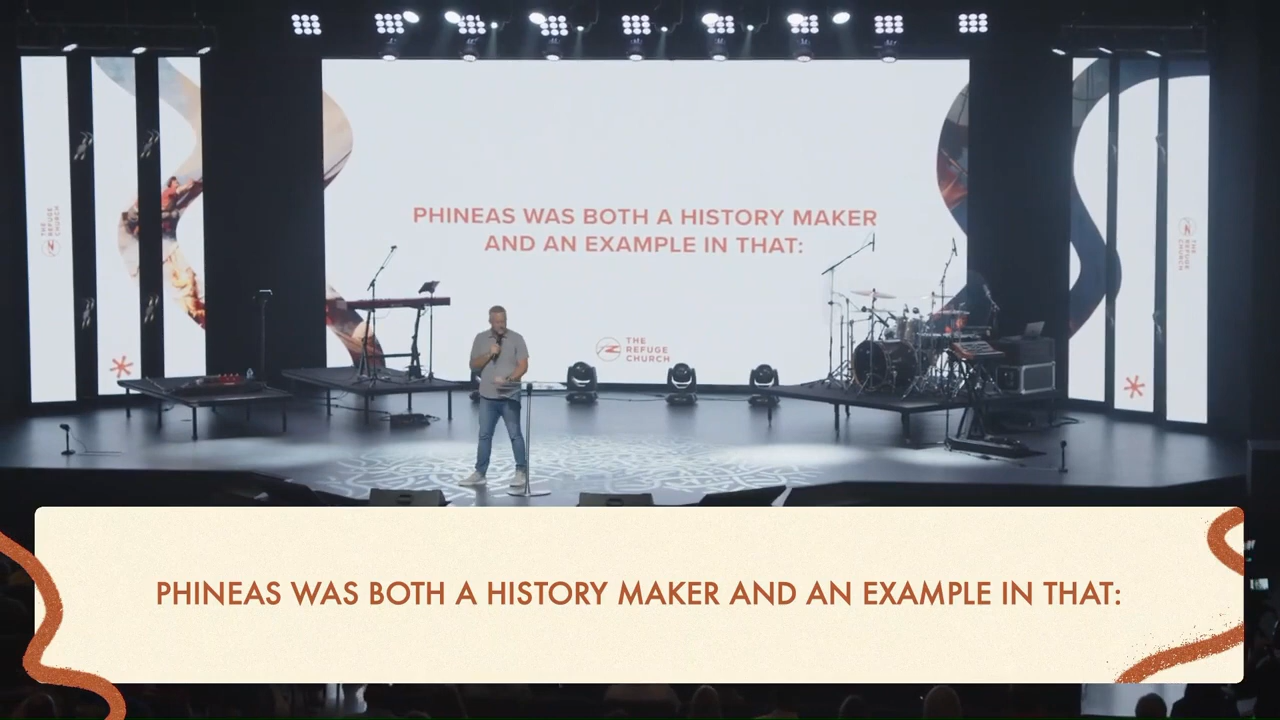 PHINEAS WAS BOTH A HISTORY MAKER
AND AN EXAMPLE IN THAT:
THE
REFUGE
CHURCH
THE
REFUGE
CHURCH
THE
REFUGE
CHURCH
PHINEAS WAS BOTH A HISTORY MAKER AND AN EXAMPLE IN THAT: